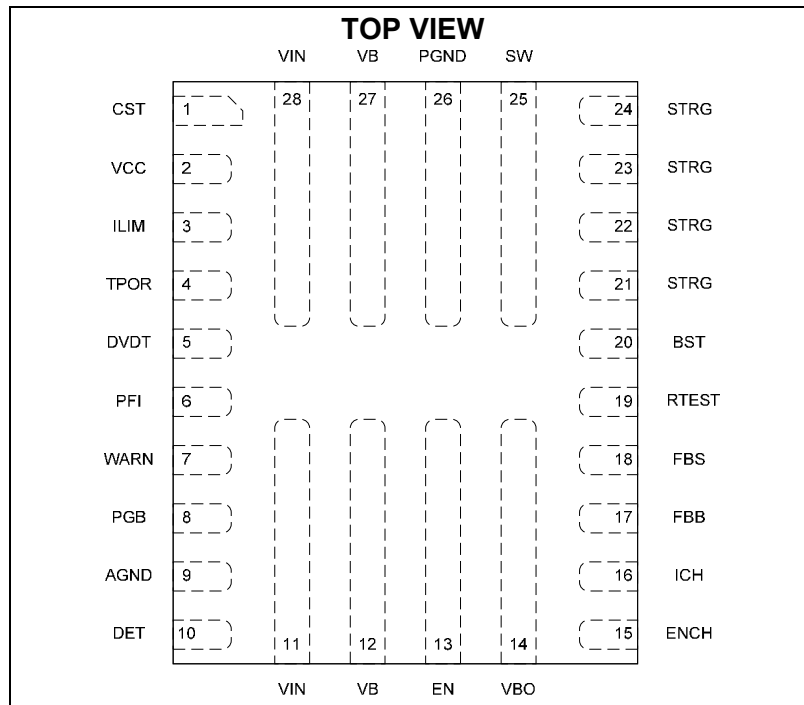 TOP VIEW
VIN VB PGND SW
28 27 26 25
CST 1 24 STRG
VCC 2 23 STRG
ILIM 3 22 STRG
TPOR 4 21 STRG
DVDT 5 20 BST
PFI 6 19 RTEST
WARN 7 18 FBS
PGB 8 17 FBB
AGND 9 16 ICH
DET 10 15 ENCH
11 12 13 14
VIN VB EN VBO